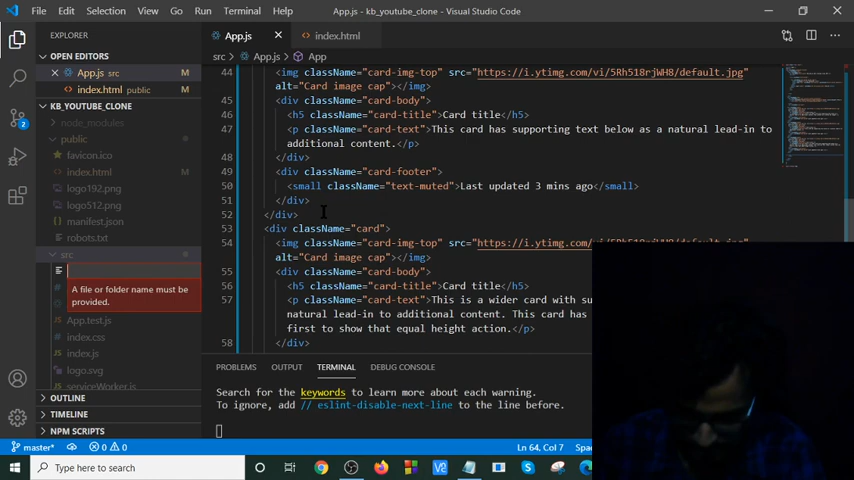 File Edit Selection View Go Run Terminal Help App.js - kb_youtube_clone - Visual Studio Code
EXPLORER
OPEN EDITORS
App.js src M
index.html public M
KB_YOUTUBE_CLONE
node_modules
public
favicon.ico
index.html M
logo192.png
logo512.png
manifest.json
robots.txt
src
A file or folder name must be
provided.
App.test.js
index.css
index.js
logo.svg
serviceWorker.js
OUTLINE
TIMELINE
NPM SCRIPTS
App.js index.html
src > App.js > App
44 <img className="card-img-top" src="https://i.ytimg.com/vi/5Rh518rjWH8/default.jpg"
alt="Card image cap"></img>
45 <div className="card-body">
46 <h5 className="card-title">Card title</h5>
47 <p className="card-text">This card has supporting text below as a natural lead-in to
additional content.</p>
48 </div>
49 <div className="card-footer">
50 <small className="text-muted">Last updated 3 mins ago</small>
51 </div>
52 </div>
53 <div className="card">
54 <img className="card-img-top" src="https://i.ytimg.com/vi/5Rh518rjWH8/default.jpg"
alt="Card image cap"></img>
55 <div className="card-body">
56 <h5 className="card-title">Card title</h5>
57 <p className="card-text">This is a wider card with su
natural lead-in to additional content. This card has
first to show that equal height action.</p>
58 </div>
PROBLEMS OUTPUT TERMINAL DEBUG CONSOLE
Search for the keywords to learn more about each warning.
To ignore, add // eslint-disable-next-line to the line before.
master* 0 0 Ln 64, Col 7 Spac
2
Type here to search